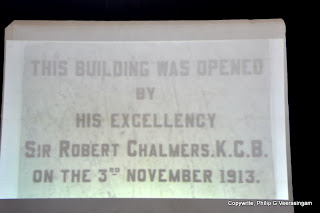 THIS BUILDING WAS OPENED
BY
HIS EXCELLENCY
SIR ROBERT CHALMERS.K.C.B.
ON THE 3RD NOVEMBER 1913.
Copywrite, Philip G Veerasingam